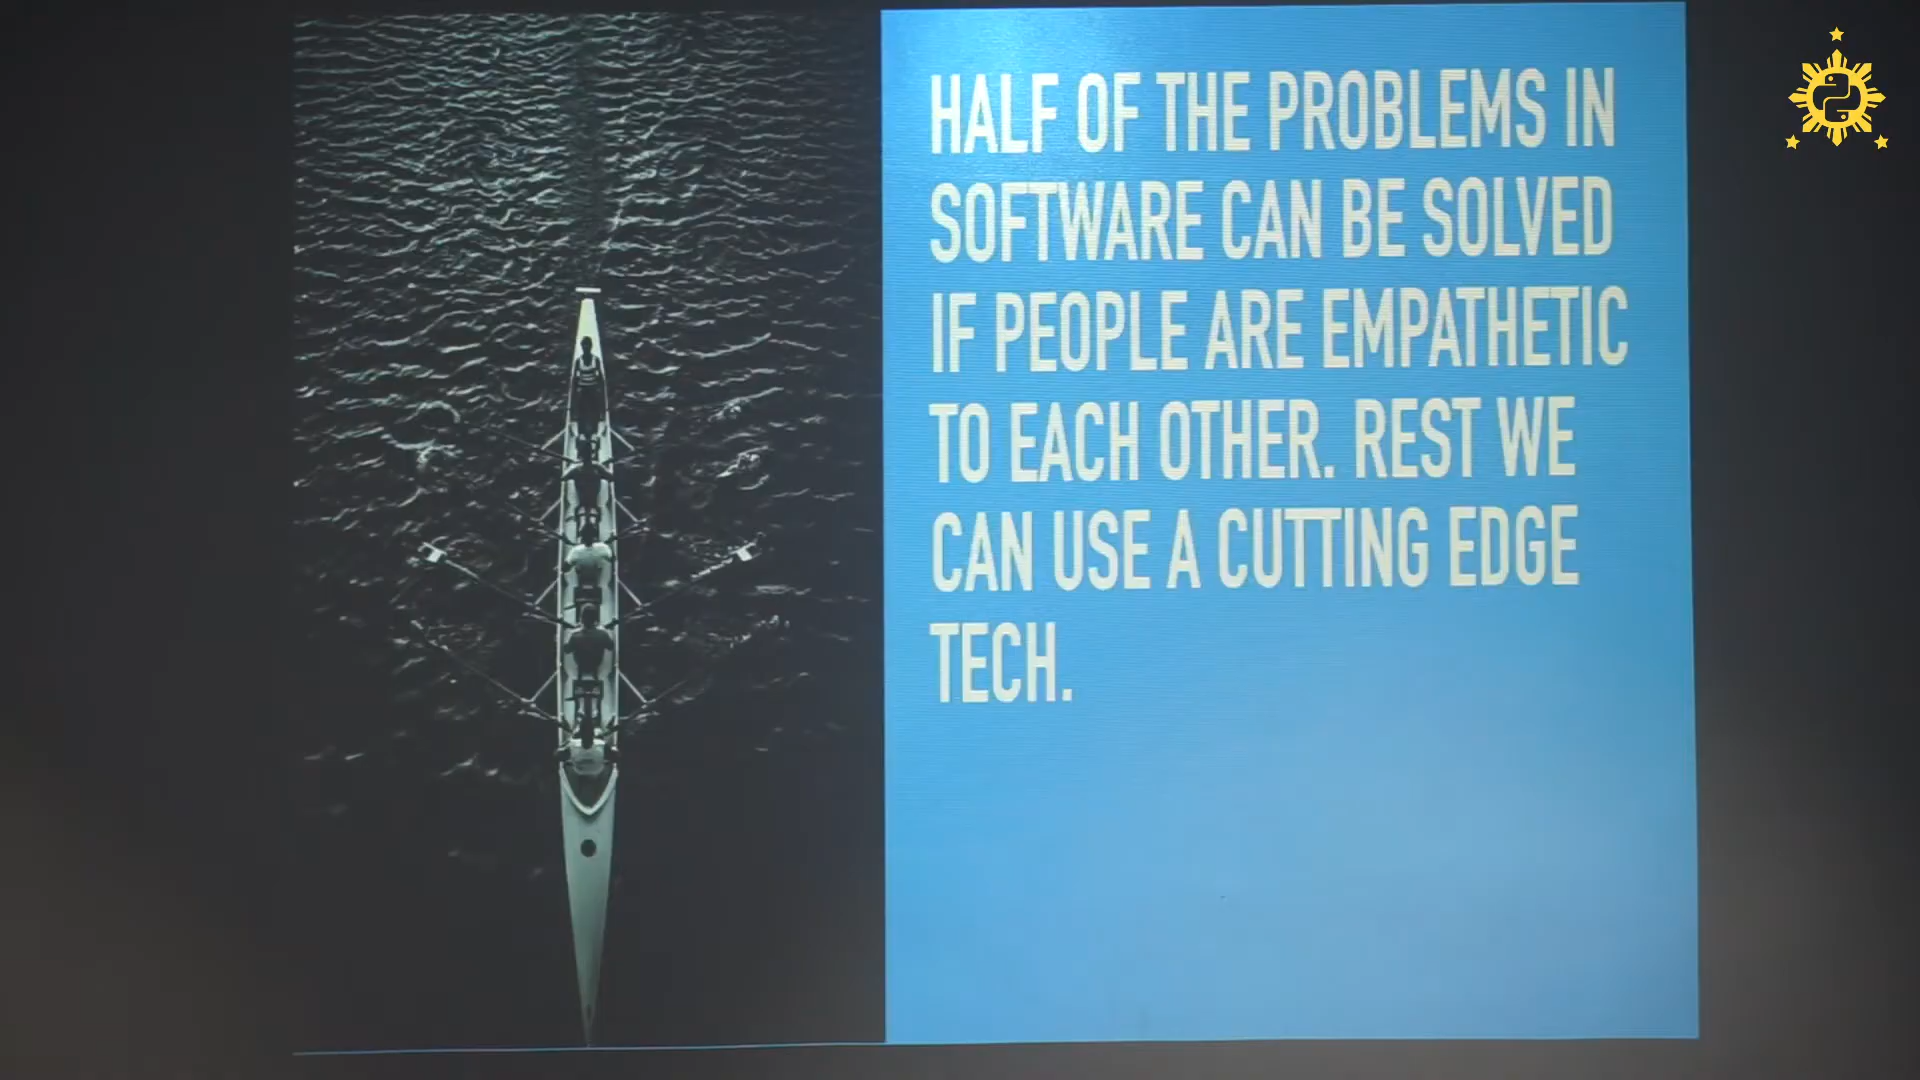 HALF OF THE PROBLEMS IN
SOFTWARE CAN BE SOLVED
IF PEOPLE ARE EMPATHETIC
TO EACH OTHER. REST WE
CAN USE A CUTTING EDGE
TECH.